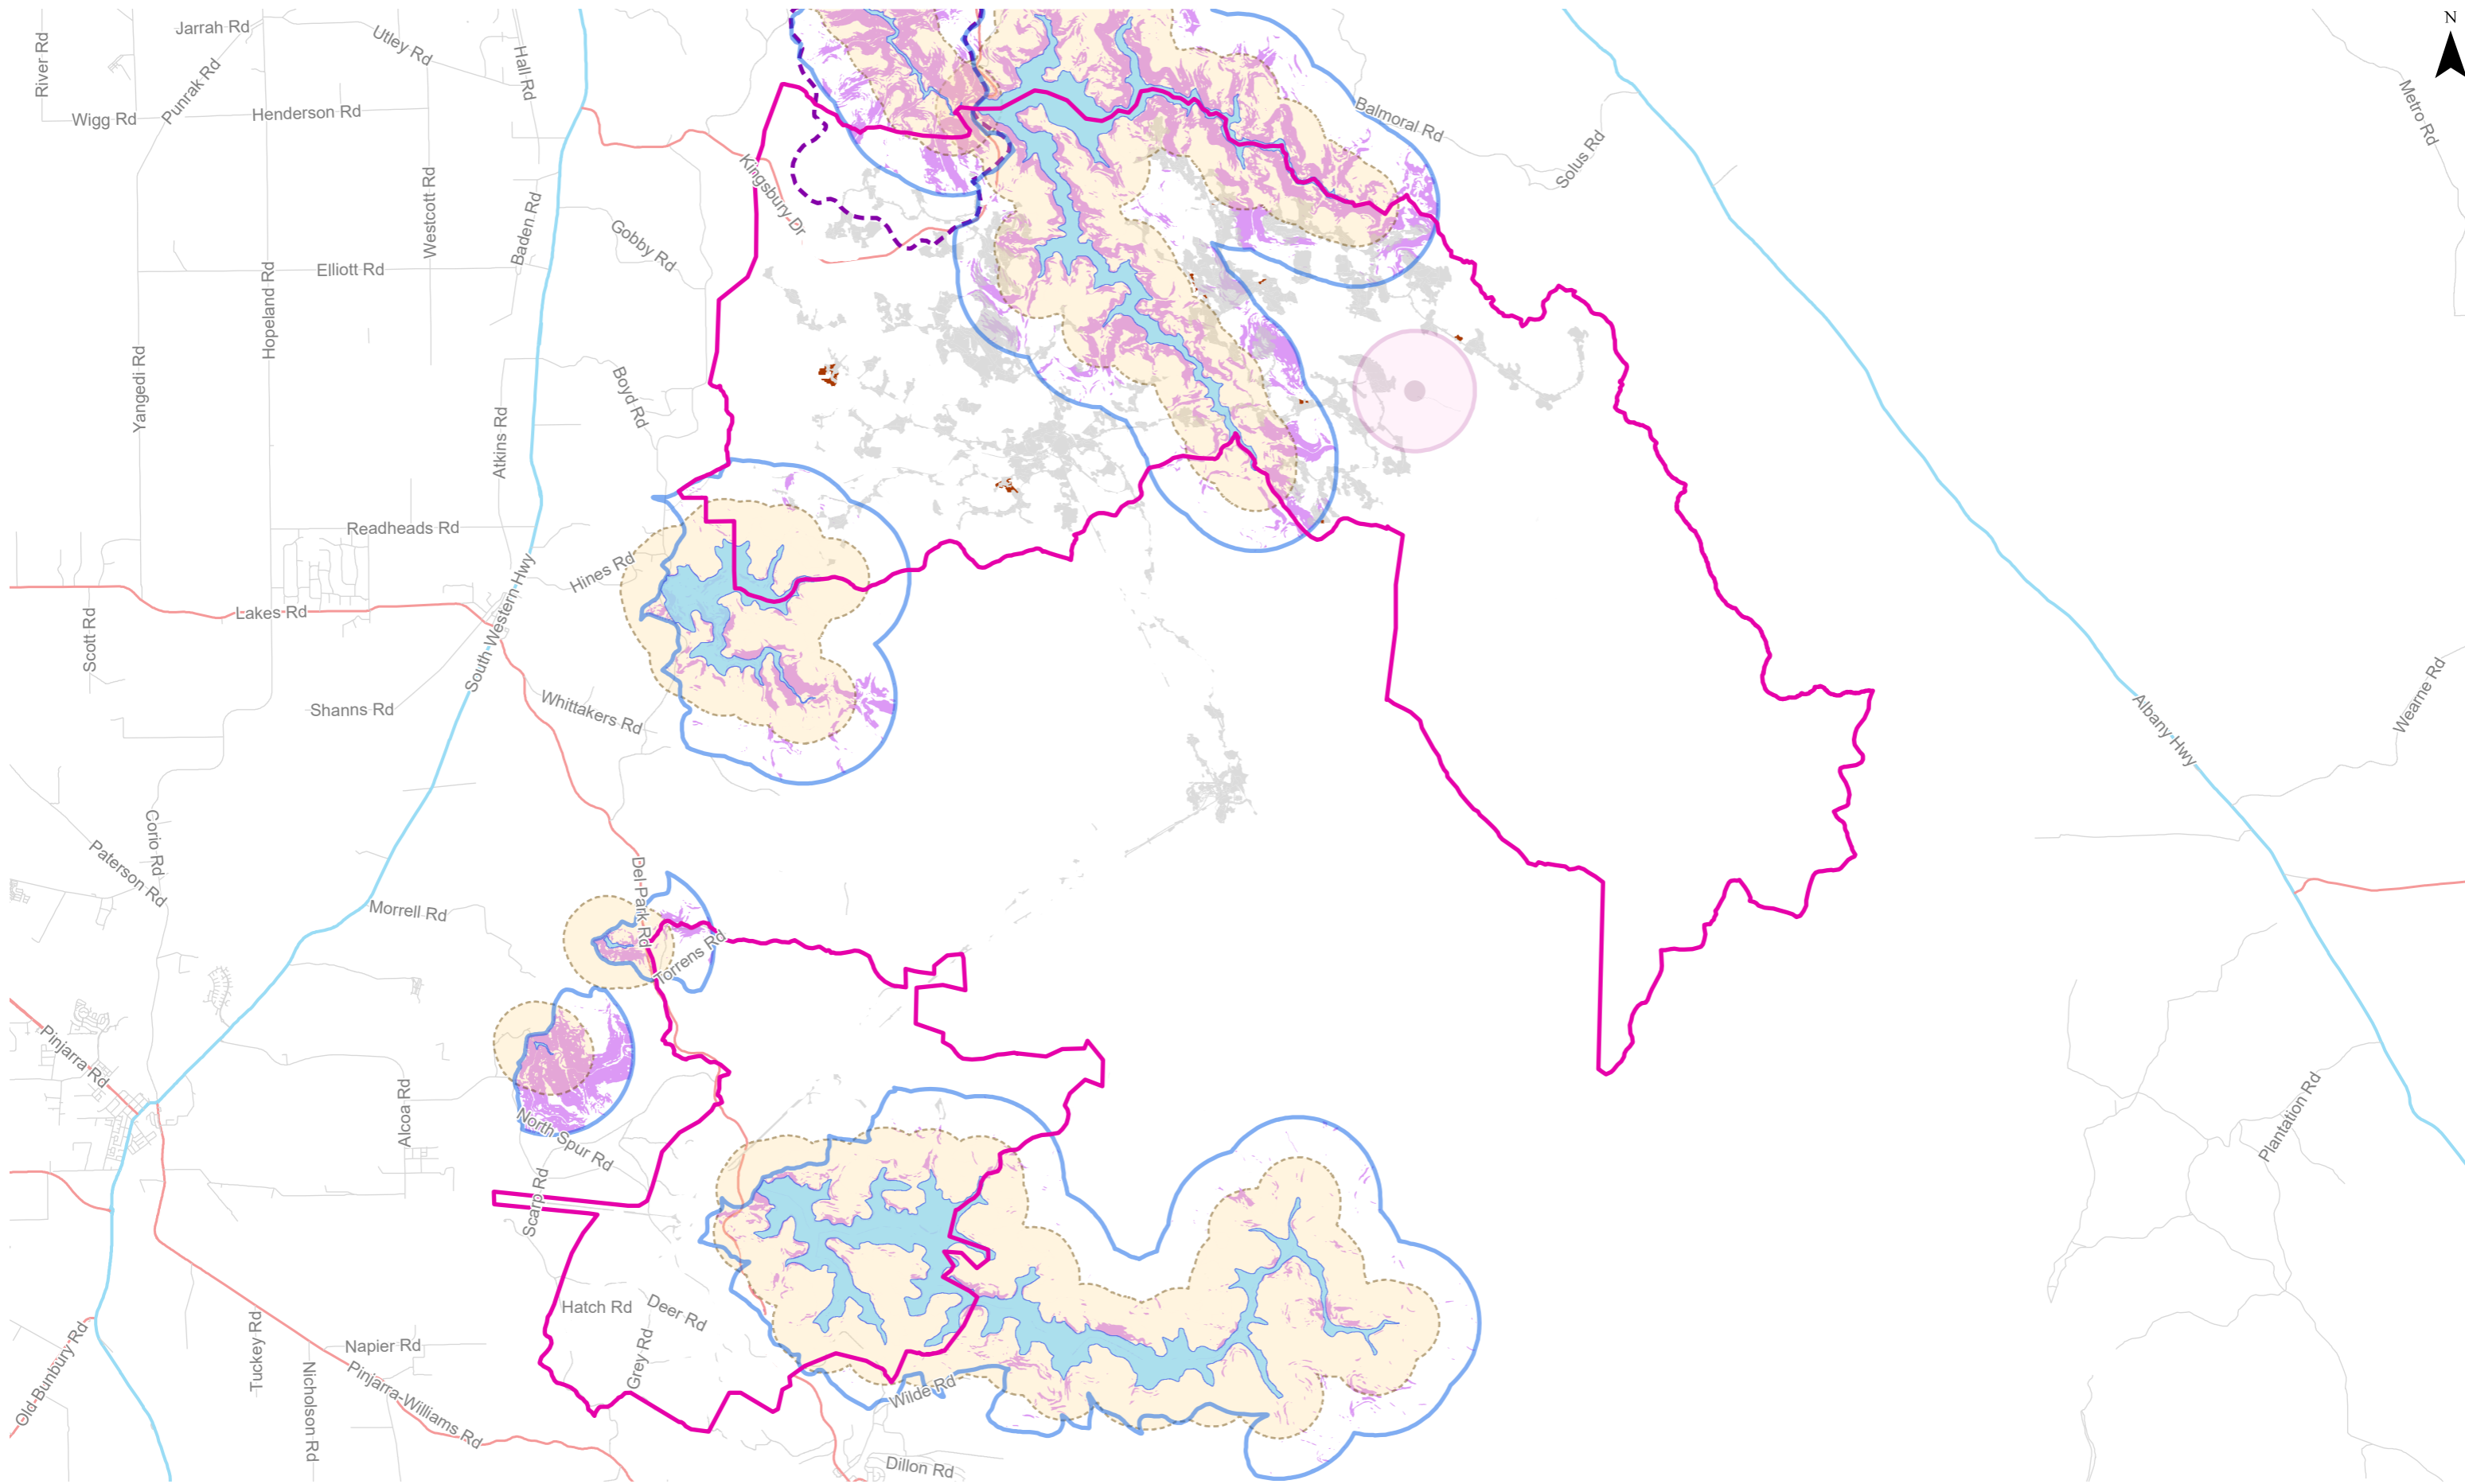 N
Jarrah Rd
Utley Rd
Hall Rd
River Rd
Punrak Rd
Wigg Rd
Henderson Rd
Balmoral Rd
Metro Rd
Solus Rd
Kingsbury Dr
Westcott Rd
Baden Rd
Gobby Rd
Elliott Rd
Hopeland Rd
Yangedi Rd
Boyd Rd
Atkins Rd
Readheads Rd
Hines Rd
Lakes Rd
Scott Rd
South Western Hwy
Shanns Rd
Whittakers Rd
Wearne Rd
Albany Hwy
Corio Rd
Paterson Rd
Del Park Rd
Morrell Rd
Torrens Rd
Pinjarra Rd
Alcoa Rd
North Spur Rd
Plantation Rd
Scarp Rd
Hatch Rd
Deer Rd
Grey Rd
Old Bunbury Rd
Tuckey Rd
Napier Rd
Nicholson Rd
Pinjarra-Williams Rd
Wilde Rd
Dillon Rd